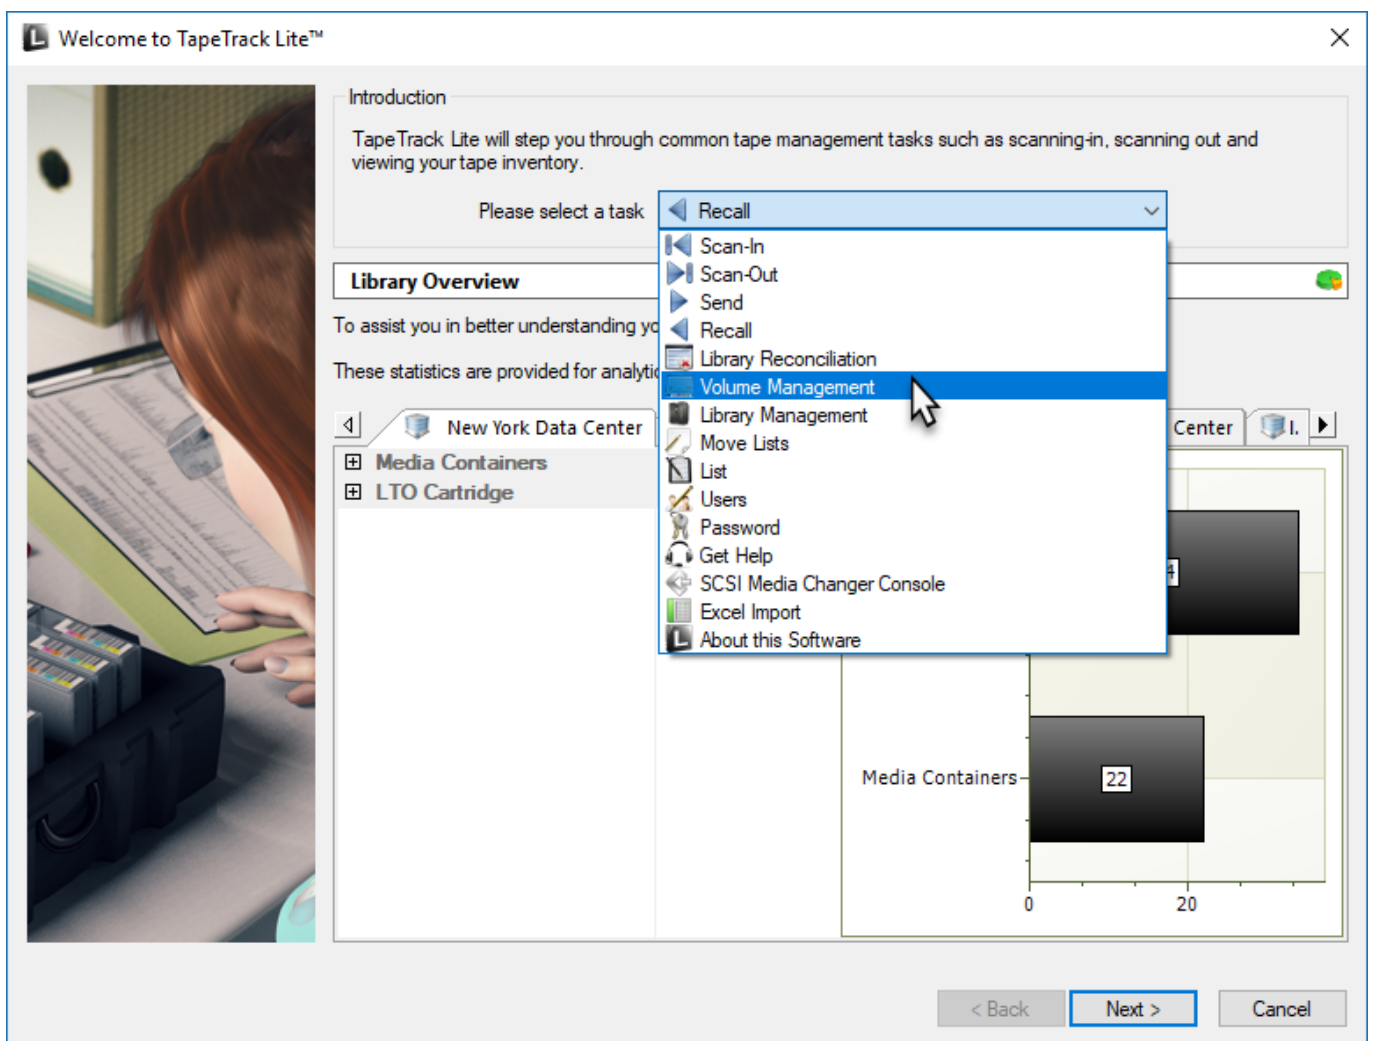 Welcome to TapeTrack Lite™
Introduction
TapeTrack Lite will step you through common tape management tasks such as scanning-in, scanning out and
viewing your tape inventory.
Please select a task
Recall
Scan-In
Scan-Out
Send
Recall
Library Reconciliation
Volume Management
Library Management
Move Lists
List
Users
Password
Get Help
SCSI Media Changer Console
Excel Import
About this Software
Library Overview
To assist you in better understanding
These statistics are provided for
New York Data Center
Center
I.
Media Containers
LTO Cartridge
4
Media Containers
22
0
20
< Back
Next >
Cancel